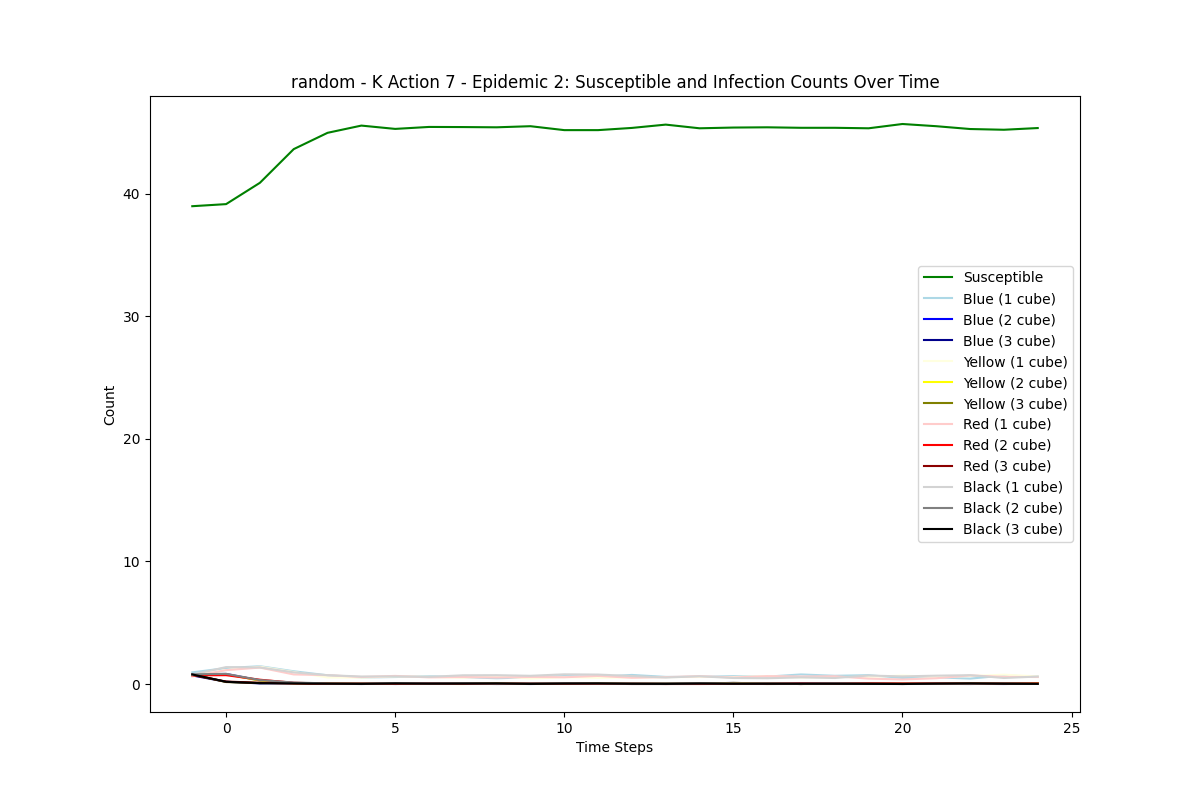 random - K Action 7 - Epidemic 2: Susceptible and Infection Counts Over Time
Count
40
30
20
10
0
Susceptible
Blue (1 cube)
Blue (2 cube)
Blue (3 cube)
Yellow (1 cube)
Yellow (2 cube)
Yellow (3 cube)
Red (1 cube)
Red (2 cube)
Red (3 cube)
Black (1 cube)
Black (2 cube)
Black (3 cube)
0 5 10 15 20 25
Time Steps